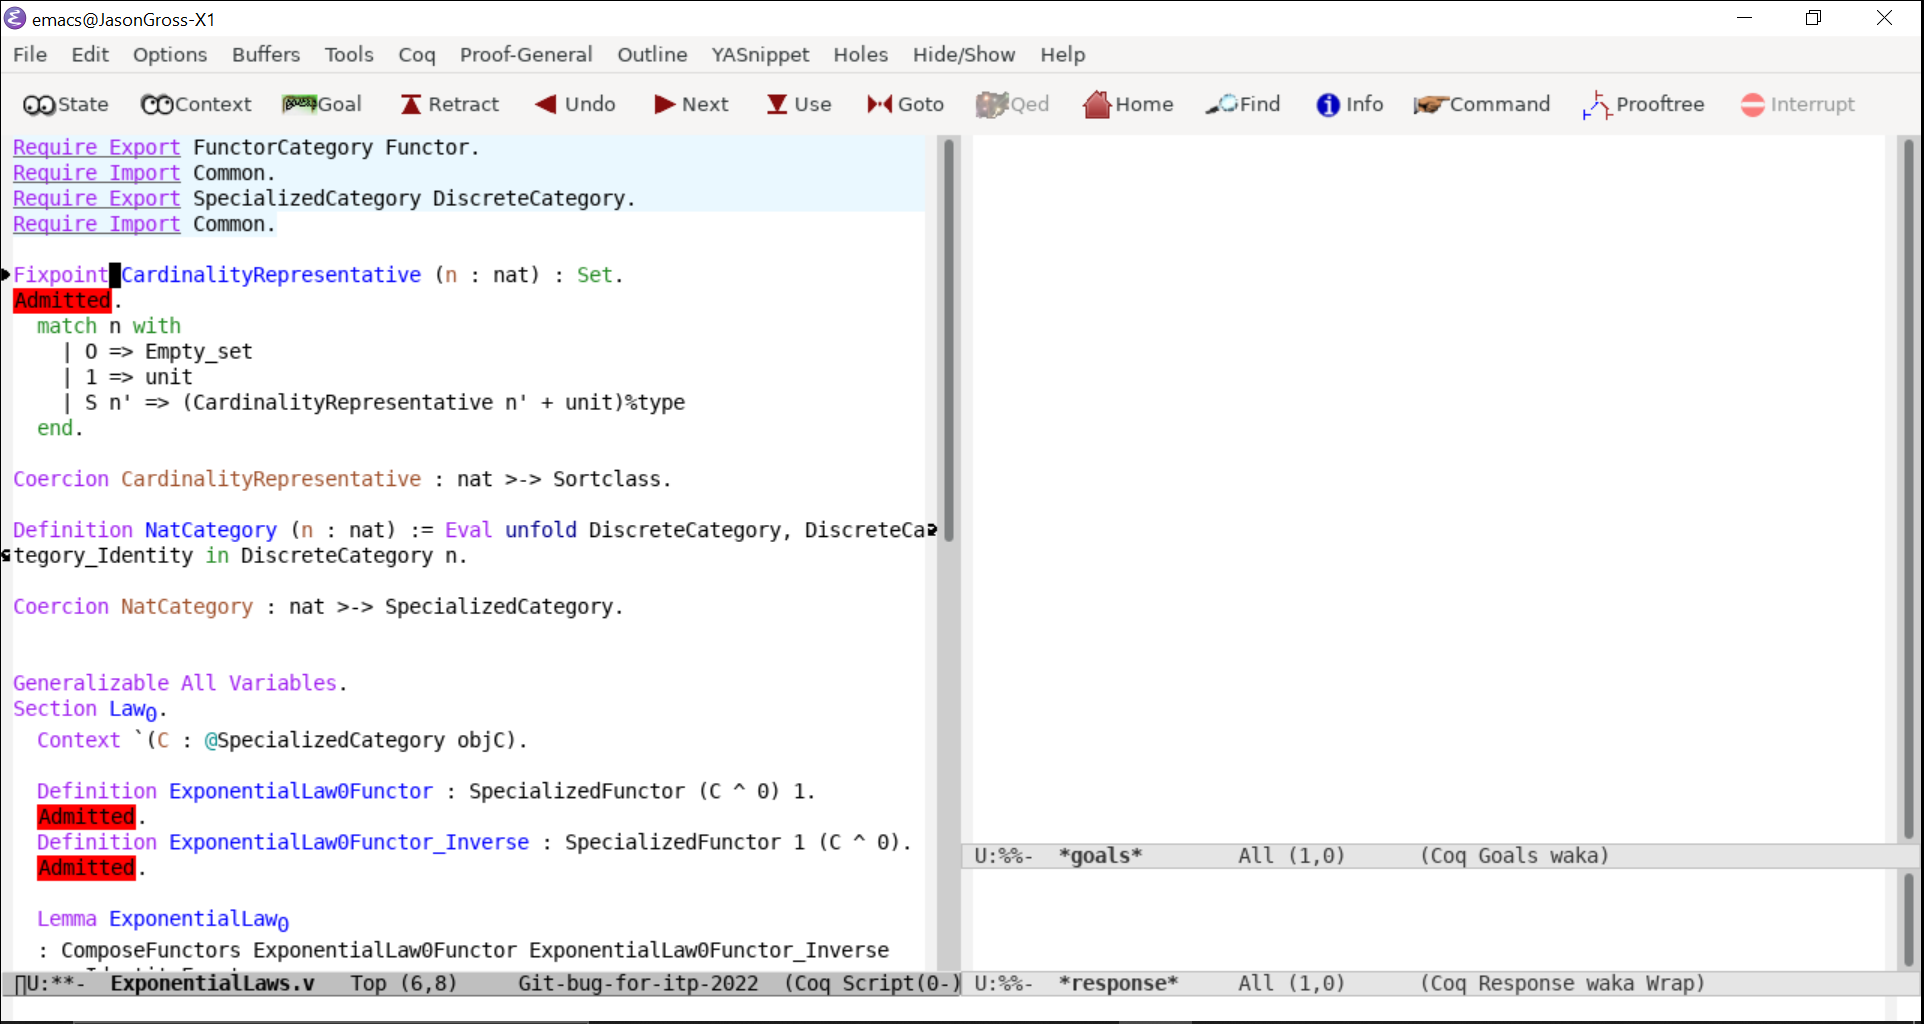 emacs@JasonGross-X1
File Edit Options Buffers Tools Coq Proof-General Outline YASnippet Holes Hide/Show Help
State Context Goal Retract Undo Next Use Goto Qed Home Find Info Command Prooftree Interrupt
Require Export FunctorCategory Functor.
Require Import Common.
Require Export SpecializedCategory DiscreteCategory.
Require Import Common.
Fixpoint CardinalityRepresentative (n : nat) : Set.
Admitted.
match n with
| O => Empty_set
| 1 => unit
| S n' => (CardinalityRepresentative n' + unit)%type
end.
Coercion CardinalityRepresentative : nat >-> Sortclass.
Definition NatCategory (n : nat) := Eval unfold DiscreteCategory, DiscreteCa
tegory_Identity in DiscreteCategory n.
Coercion NatCategory : nat >-> SpecializedCategory.
Generalizable All Variables.
Section Law0.
Context `(C : @SpecializedCategory objC).
Definition ExponentialLaw0Functor : SpecializedFunctor (C ^ 0) 1.
Admitted.
Definition ExponentialLaw0Functor_Inverse : SpecializedFunctor 1 (C ^ 0).
Admitted.
Lemma ExponentialLaw0
: ComposeFunctors ExponentialLaw0Functor ExponentialLaw0Functor_Inverse
U:**- ExponentialLaws.v Top (6,8) Git-bug-for-itp-2022 (Coq Script(0-)
U:%%- *goals* All (1,0) (Coq Goals waka)
U:%%- *response* All (1,0) (Coq Response waka Wrap)